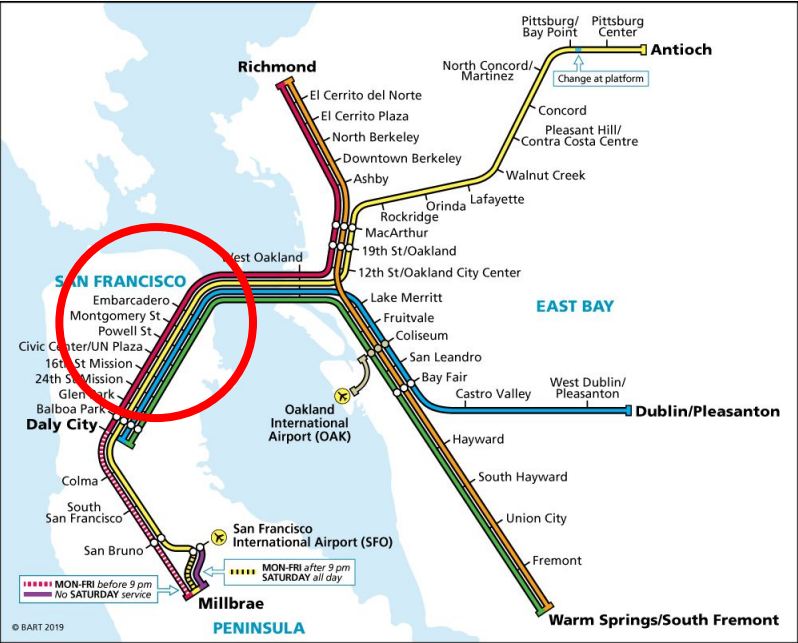 Pittsburg/
Bay Point
Pittsburg
Center
Antioch
North Concord/
Martinez
Change at platform
Richmond
El Cerrito del Norte
El Cerrito Plaza
North Berkeley
Downtown Berkeley
Ashby
Concord
Pleasant Hill/
Contra Costa Centre
Walnut Creek
Lafayette
Orinda
Rockridge
MacArthur
19th St/Oakland
12th St/Oakland City Center
West Oakland
SAN FRANCISCO
Embarcadero
Montgomery St
Powell St
Civic Center/UN Plaza
16th St Mission
24th St Mission
Glen Park
Balboa Park
Daly City
EAST BAY
Lake Merritt
Fruitvale
Coliseum
San Leandro
Bay Fair
Castro Valley
West Dublin/
Pleasanton
Dublin/Pleasanton
Oakland
International
Airport (OAK)
Hayward
South Hayward
Union City
Fremont
Warm Springs/South Fremont
Colma
South
San Francisco
San Bruno
San Francisco
International Airport (SFO)
MON-FRI before 9 pm
No SATURDAY service
MON-FRI after 9 pm
SATURDAY all day
Millbrae
PENINSULA
© BART 2019